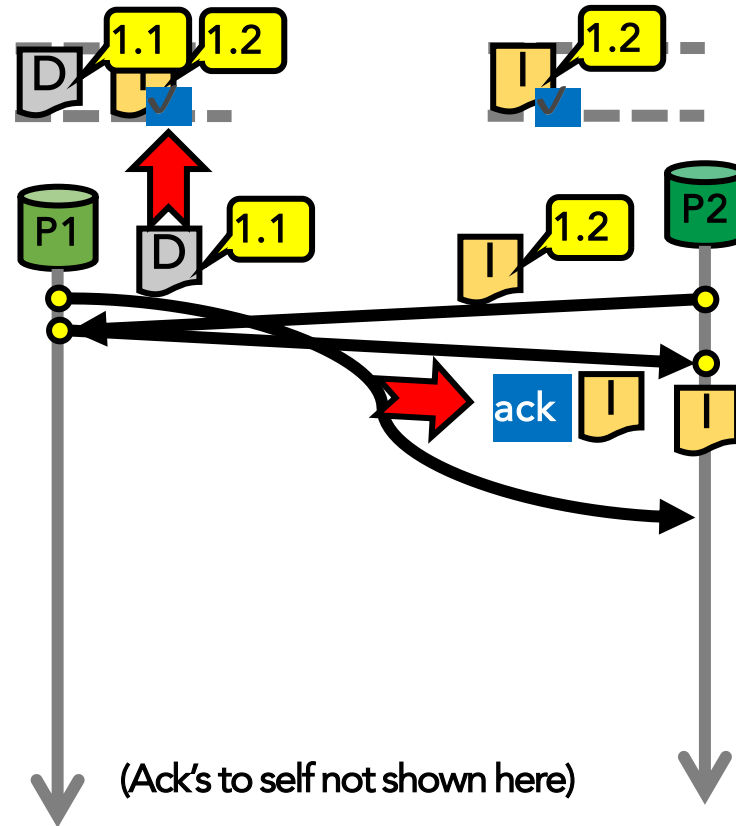 D
1.1
1.2
✓
I
1.2
✓
P1
D
1.1
I
1.2
P2
ack
I
I
(Ack's to self not shown here)